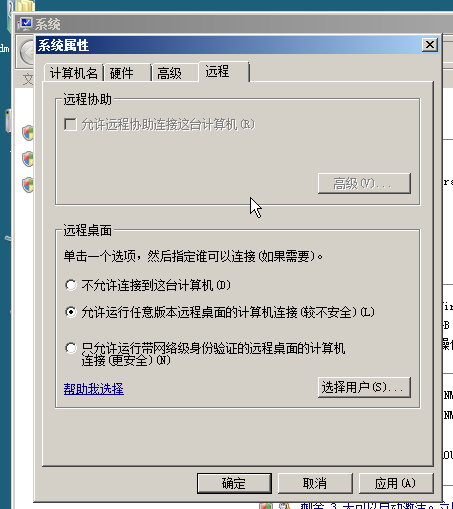 系统
系统属性
计算机名 硬件 高级 远程
远程协助
允许远程协助连接这台计算机(R)
高级(V)...
远程桌面
单击一个选项，然后指定谁可以连接(如果需要)。
不允许连接到这台计算机(D)
允许运行任意版本远程桌面的计算机连接(较不安全)(L)
只允许运行带网络级身份验证的远程桌面的计算机
连接(更安全)(N)
帮助我选择
选择用户(S)...
确定 取消 应用(A)